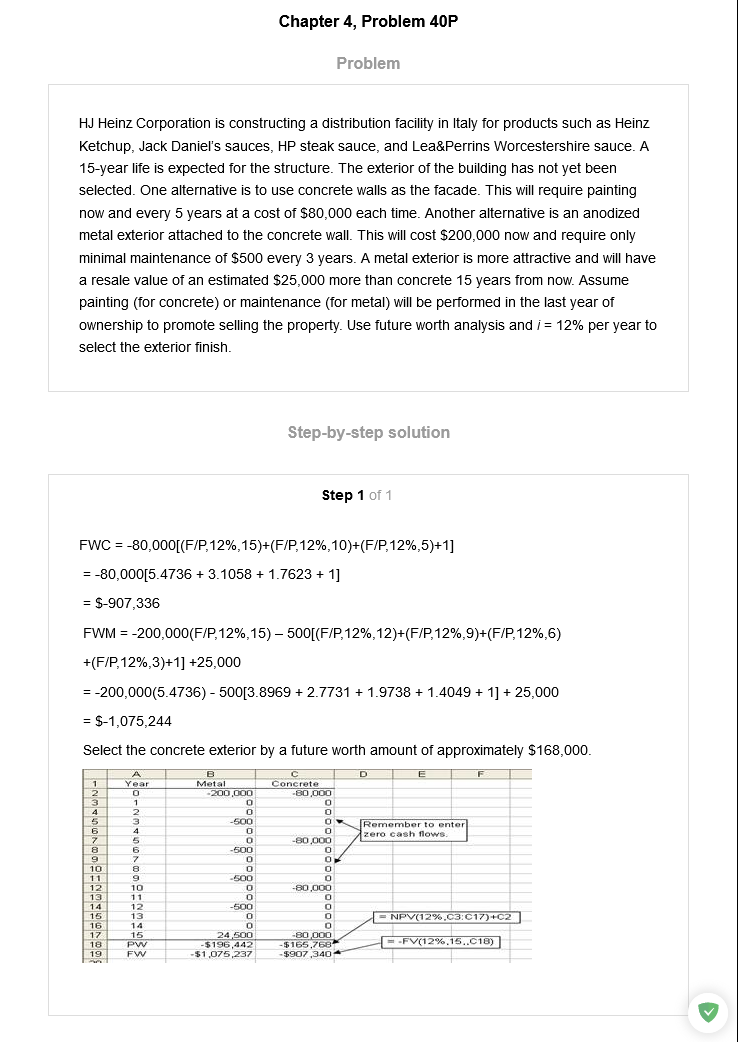 Chapter 4, Problem 40P
Problem
HJ Heinz Corporation is constructing a distribution facility in Italy for products such as Heinz
Ketchup, Jack Daniel's sauces, HP steak sauce, and Lea&Perrins Worcestershire sauce. A
15-year life is expected for the structure. The exterior of the building has not yet been
selected. One alternative is to use concrete walls as the facade. This will require painting
now and every 5 years at a cost of $80,000 each time. Another alternative is an anodized
metal exterior attached to the concrete wall. This will cost $200,000 now and require only
minimal maintenance of $500 every 3 years. A metal exterior is more attractive and will have
a resale value of an estimated $25,000 more than concrete 15 years from now. Assume
painting (for concrete) or maintenance (for metal) will be performed in the last year of
ownership to promote selling the property. Use future worth analysis and i = 12% per year to
select the exterior finish.
Step-by-step solution
Step 1 of 1
FWC = -80,000[(F/P,12%,15)+(F/P,12%,10)+(F/P,12%,5)+1]
= -80,000[5.4736 + 3.1058 + 1.7623 + 1]
= $-907,336
FWM = -200,000(F/P,12%,15) – 500[(F/P,12%,12)+(F/P,12%,9)+(F/P,12%,6)
+(F/P,12%,3)+1] +25,000
= -200,000(5.4736) - 500[3.8969 + 2.7731 + 1.9738 + 1.4049 + 1] + 25,000
= $-1,075,244
Select the concrete exterior by a future worth amount of approximately $168,000.
A B C D E F
1 Year Metal Concrete
2 0 -200,000 -80,000
3 1 0 0
4 2 0 0
5 3 -500 0 Remember to enter
6 4 0 0 zero cash flows.
7 5 0 -80,000
8 6 -500 0
9 7 0 0
10 8 0 0
11 9 -500 0
12 10 0 -80,000
13 11 0 0
14 12 -500 0
15 13 0 0 = NPV(12%,C3:C17)+C2
16 14 0 0
17 15 24,500 -80,000
18 PW -$196,442 -$165,768 = -FV(12%,15,,C18)
19 FW -$1,075,237 -$907,340